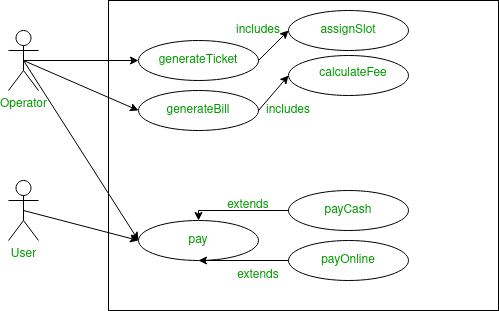 includes
assignSlot
generateTicket
calculateFee
Operator
generateBill
includes
extends
payCash
pay
User
payOnline
extends